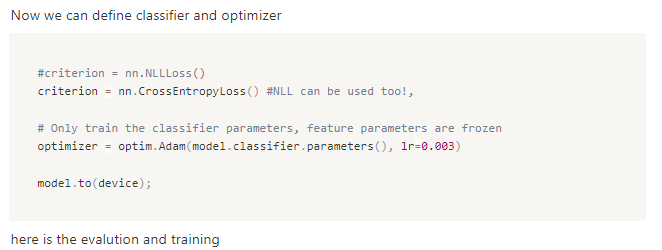 Now we can define classifier and optimizer
#criterion = nn.NLLLoss()
criterion = nn.CrossEntropyLoss() #NLL can be used too!,
# Only train the classifier parameters, feature parameters are frozen
optimizer = optim.Adam(model.classifier.parameters(), lr=0.003)
model.to(device);
here is the evalution and training